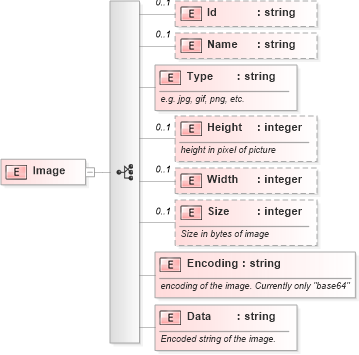 0..1
E Id : string
0..1
E Name : string
E Type : string
e.g. jpg, gif, png, etc.
0..1
E Height : integer
height in pixel of picture
E Image
0..1
E Width : integer
0..1
E Size : integer
Size in bytes of image
E Encoding : string
encoding of the image. Currently only "base64"
E Data : string
Encoded string of the image.